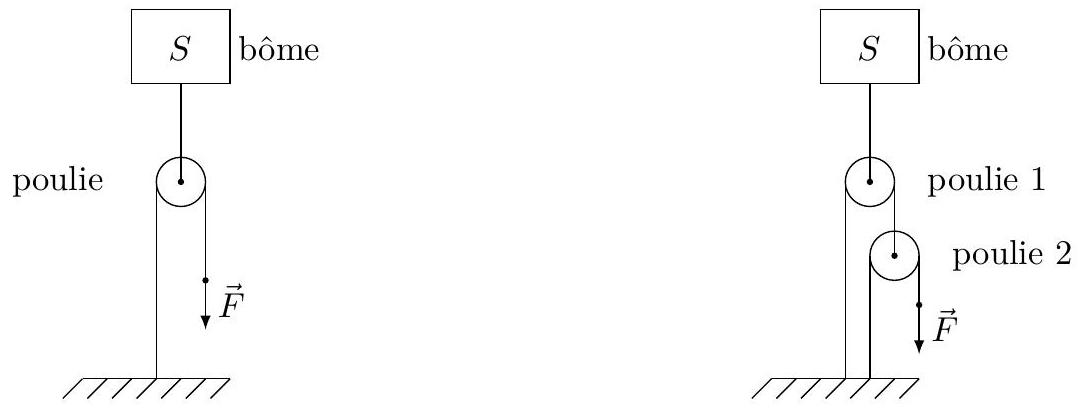 S bôme
poulie
F⃗
S bôme
poulie 1
poulie 2
F⃗